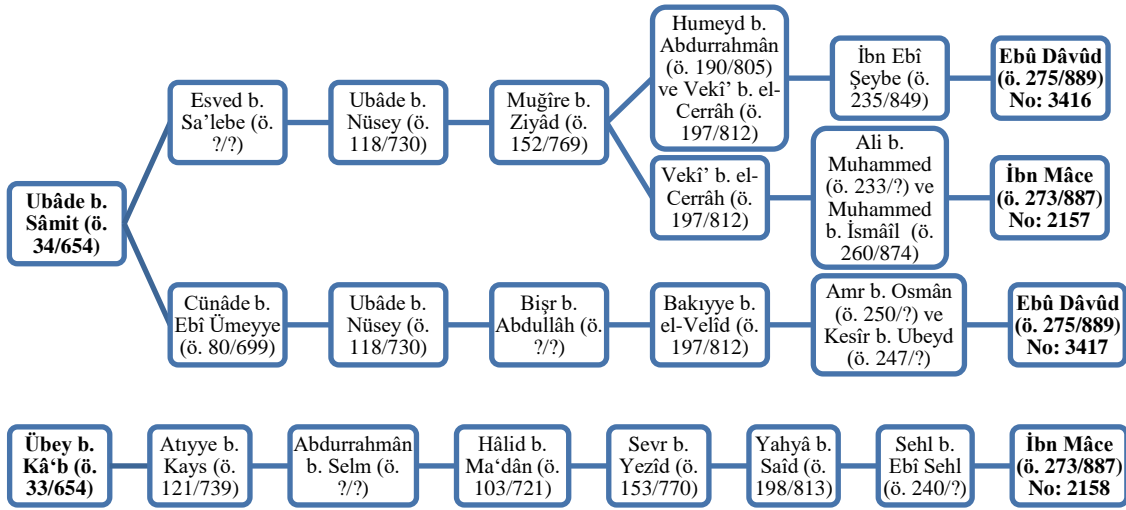 Ubâde b.
Sâmit (ö.
34/654)
Esved b.
Sa’lebe (ö.
?/?)
Ubâde b.
Nüsey (ö.
118/730)
Muğîre b.
Ziyâd (ö.
152/769)
Humeyd b.
Abdurrahmân
(ö. 190/805)
ve Vekî’ b. el-
Cerrâh (ö.
197/812)
İbn Ebî
Şeybe (ö.
235/849)
Ebû Dâvûd
(ö. 275/889)
No: 3416
Vekî’ b. el-
Cerrâh (ö.
197/812)
Ali b.
Muhammed
(ö. 233/?) ve
Muhammed
b. İsmâîl (ö.
260/874)
İbn Mâce
(ö. 273/887)
No: 2157
Cünâde b.
Ebî Ümeyye
(ö. 80/699)
Ubâde b.
Nüsey (ö.
118/730)
Bişr b.
Abdullâh (ö.
?/?)
Bakıyye b.
el-Velîd (ö.
197/812)
Amr b. Osmân
(ö. 250/?) ve
Kesîr b. Ubeyd
(ö. 247/?)
Ebû Dâvûd
(ö. 275/889)
No: 3417
Übey b.
Kâ‘b (ö.
33/654)
Atıyye b.
Kays (ö.
121/739)
Abdurrahmân
b. Selm (ö.
?/?)
Hâlid b.
Ma‘dân (ö.
103/721)
Sevr b.
Yezîd (ö.
153/770)
Yahyâ b.
Saîd (ö.
198/813)
Sehl b.
Ebî Sehl
(ö. 240/?)
İbn Mâce
(ö. 273/887)
No: 2158